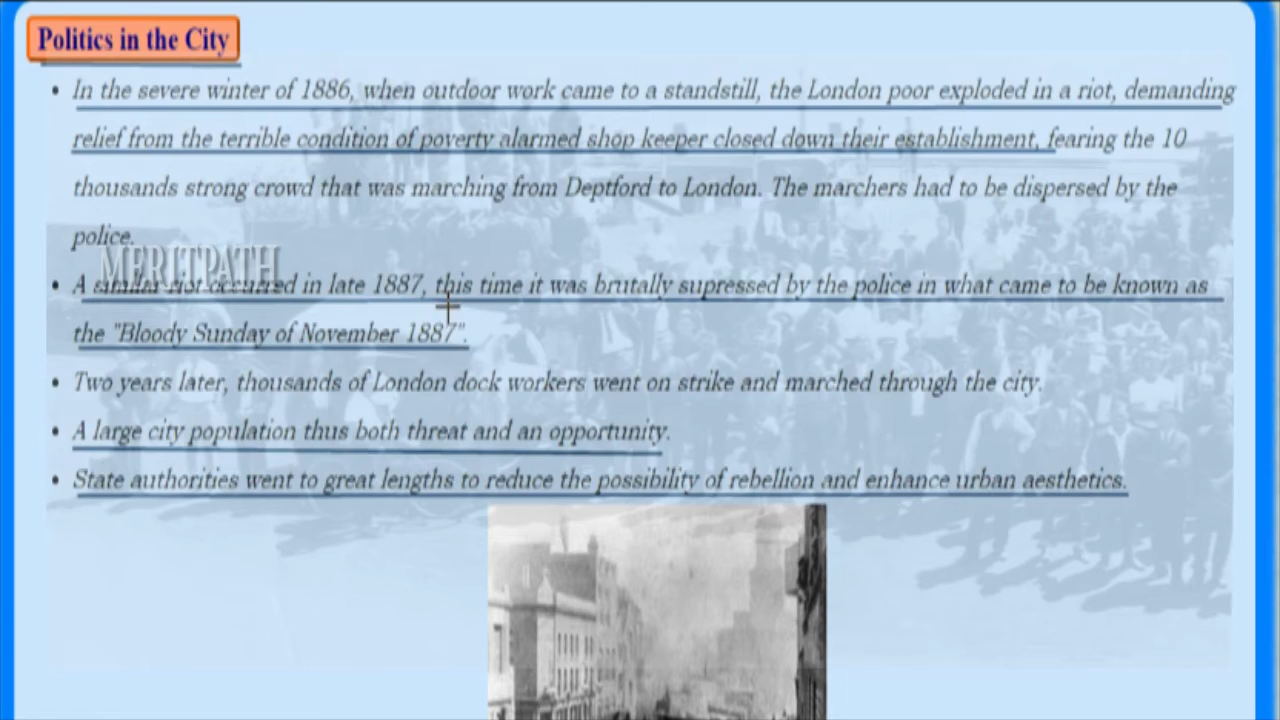 Politics in the City
• In the severe winter of 1886, when outdoor work came to a standstill, the London poor exploded in a riot, demanding
relief from the terrible condition of poverty alarmed shop keeper closed down their establishment, fearing the 10
thousands strong crowd that was marching from Deptford to London. The marchers had to be dispersed by the
police.
MERITPATH
• A similar riot occurred in late 1887, this time it was brutally supressed by the police in what came to be known as
the "Bloody Sunday of November 1887".
• Two years later, thousands of London dock workers went on strike and marched through the city.
• A large city population thus both threat and an opportunity.
• State authorities went to great lengths to reduce the possibility of rebellion and enhance urban aesthetics.